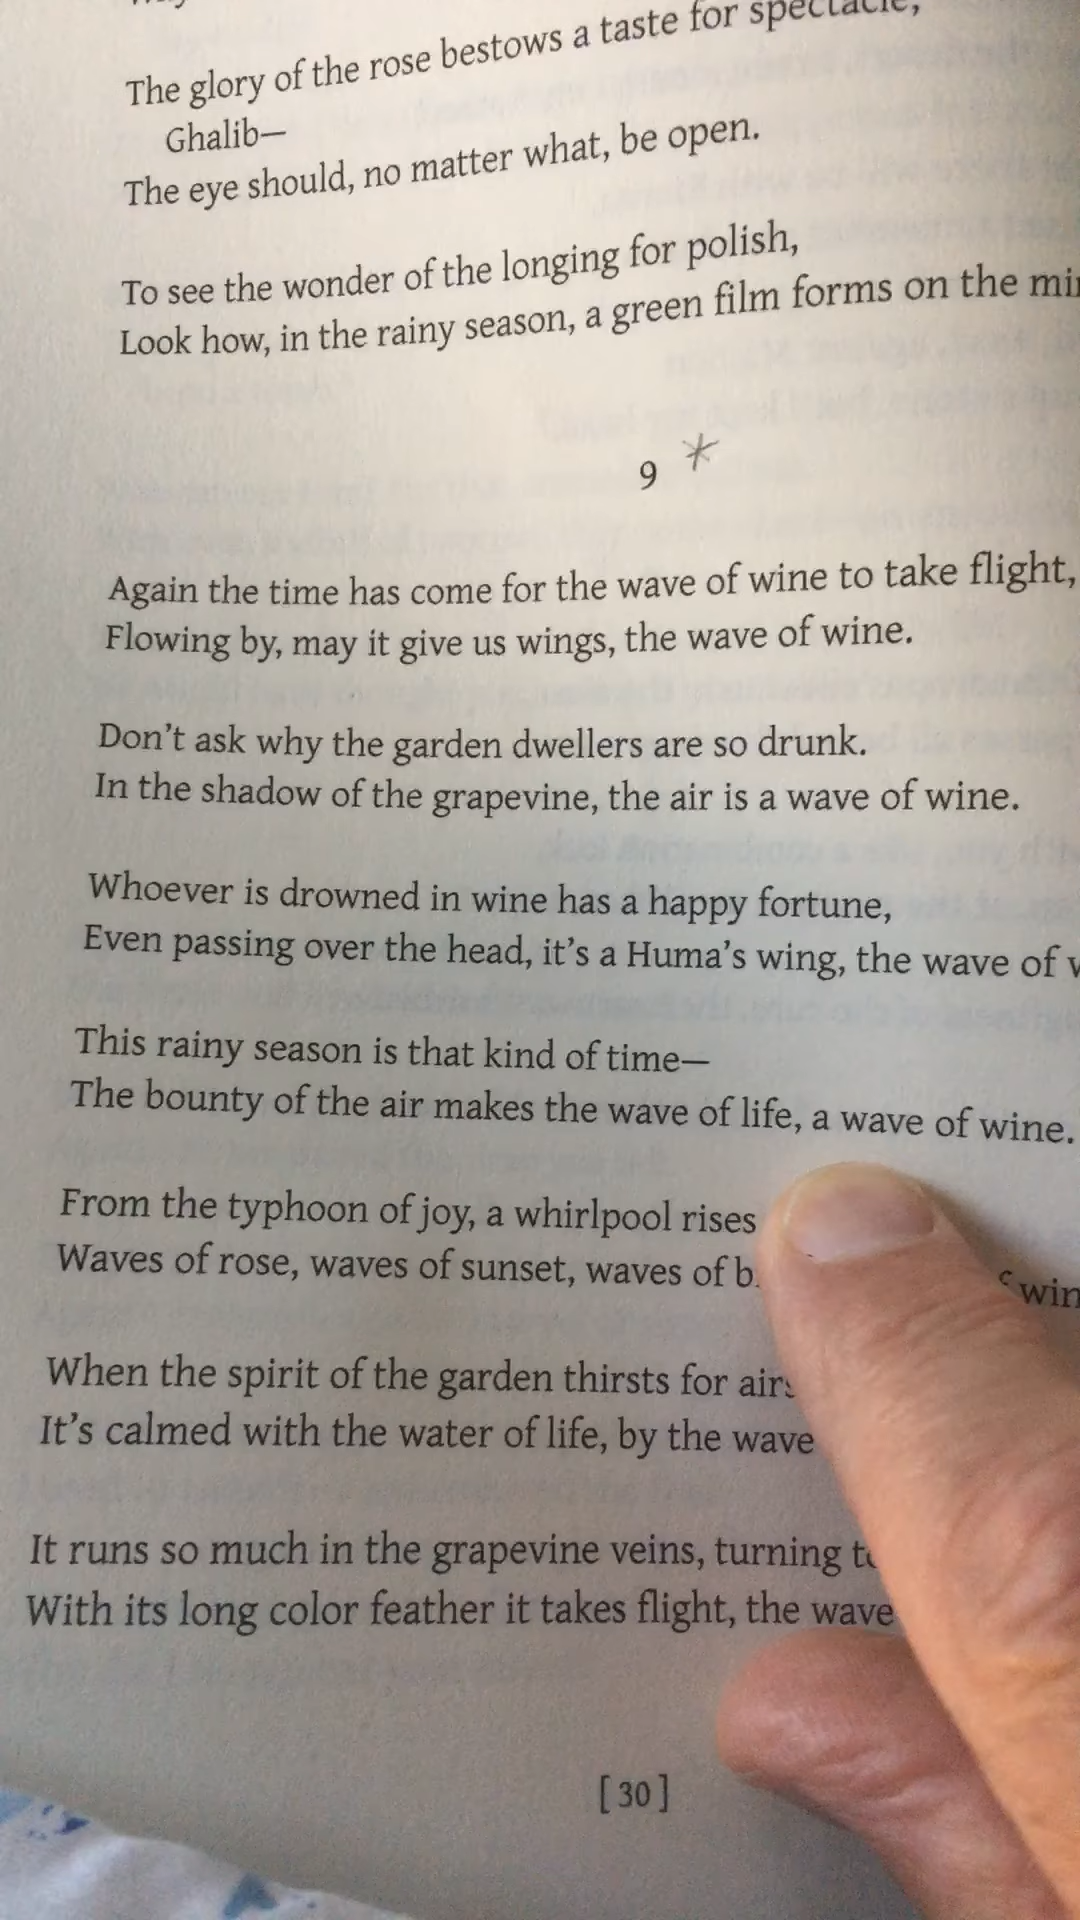 The glory of the rose bestows a taste for spectacle,
Ghalib—
The eye should, no matter what, be open.
To see the wonder of the longing for polish,
Look how, in the rainy season, a green film forms on the
9 *
Again the time has come for the wave of wine to take flight,
Flowing by, may it give us wings, the wave of wine.
Don't ask why the garden dwellers are so drunk.
In the shadow of the grapevine, the air is a wave of wine.
Whoever is drowned in wine has a happy fortune,
Even passing over the head, it's a Huma's wing, the wave of
This rainy season is that kind of time—
The bounty of the air makes the wave of life, a wave of wine.
From the typhoon of joy, a whirlpool rises
Waves of rose, waves of sunset, waves of
When the spirit of the garden thirsts for
It's calmed with the water of life, by the wave
It runs so much in the grapevine veins, turning
With its long color feather it takes flight, the wave
[30]